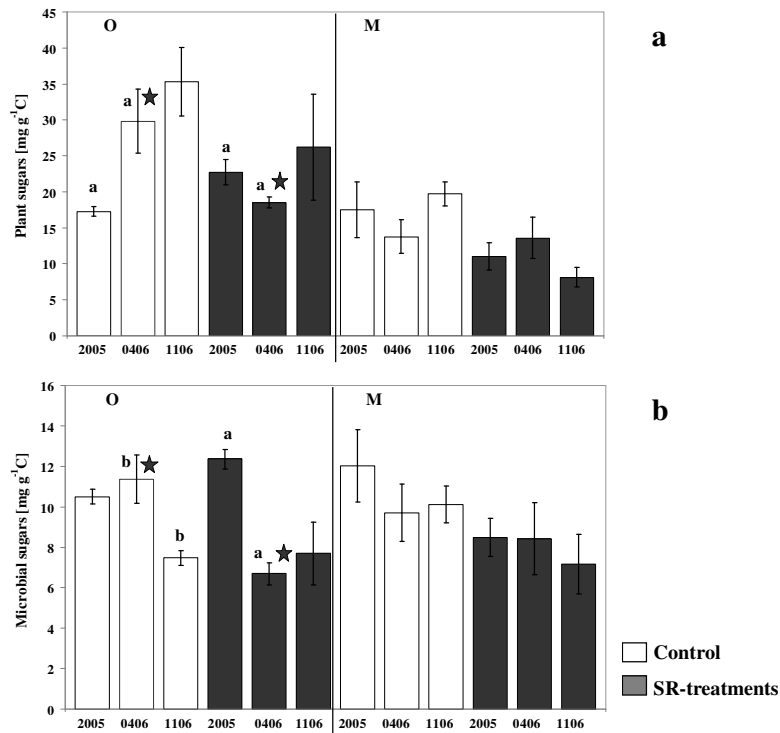 45
40
35
30
25
20
15
10
5
0
Plant sugars [mg g⁻¹C]
O
M
a
a
a
a
a
2005 0406 1106 2005 0406 1106 2005 0406 1106 2005 0406 1106
16
14
12
10
8
6
4
2
0
Microbial sugars [mg g⁻¹C]
O
M
b
b
b
a
a
2005 0406 1106 2005 0406 1106 2005 0406 1106 2005 0406 1106
Control
SR-treatments